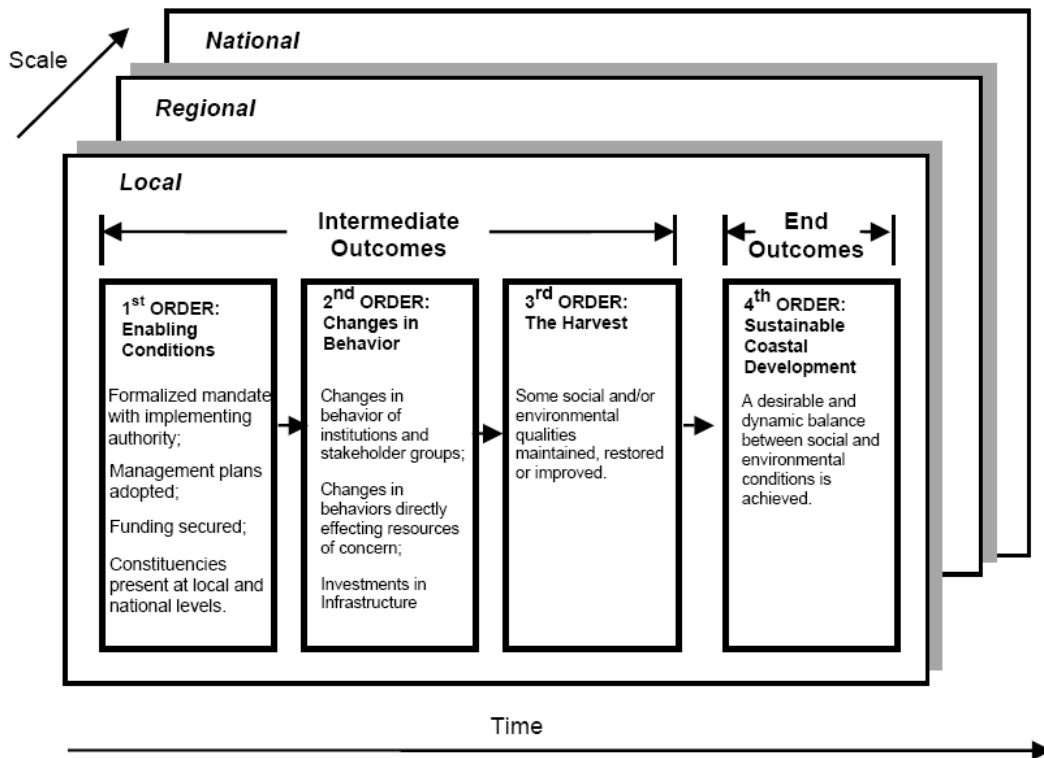 National
Scale
Regional
Local
Intermediate
Outcomes
End
Outcomes
1st ORDER:
Enabling
Conditions
Formalized mandate
with implementing
authority;
Management plans
adopted;
Funding secured;
Constituencies
present at local and
national levels.
2nd ORDER:
Changes in
Behavior
Changes in
behavior of
institutions and
stakeholder groups;
Changes in
behaviors directly
effecting resources
of concern;
Investments in
Infrastructure
3rd ORDER:
The Harvest
Some social and/or
environmental
qualities
maintained, restored
or improved.
4th ORDER:
Sustainable
Coastal
Development
A desirable and
dynamic balance
between social and
environmental
conditions is
achieved.
Time